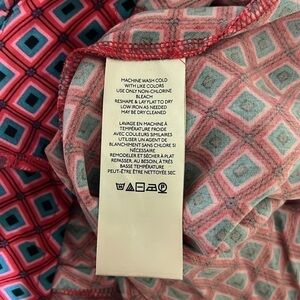 MACHINE WASH COLD
WITH LIKE COLORS
USE ONLY NON-CHLORINE
BLEACH
RESHAPE & LAY FLAT TO DRY
LOW IRON AS NEEDED
MAY BE DRY CLEANED
LAVAGE EN MACHINE À
TEMPÉRATURE FROIDE
AVEC COULEURS SIMILAIRES
UTILISER UN AGENT DE
BLANCHIMENT SANS CHLORE SI
NÉCESSAIRE
REMODELER ET SÉCHER À PLAT
REPASSER, AU BESOIN, À TRÈS
BASSE TEMPÉRATURE
PEUT-ÊTRE ÊTRE NETTOYÉ SEC